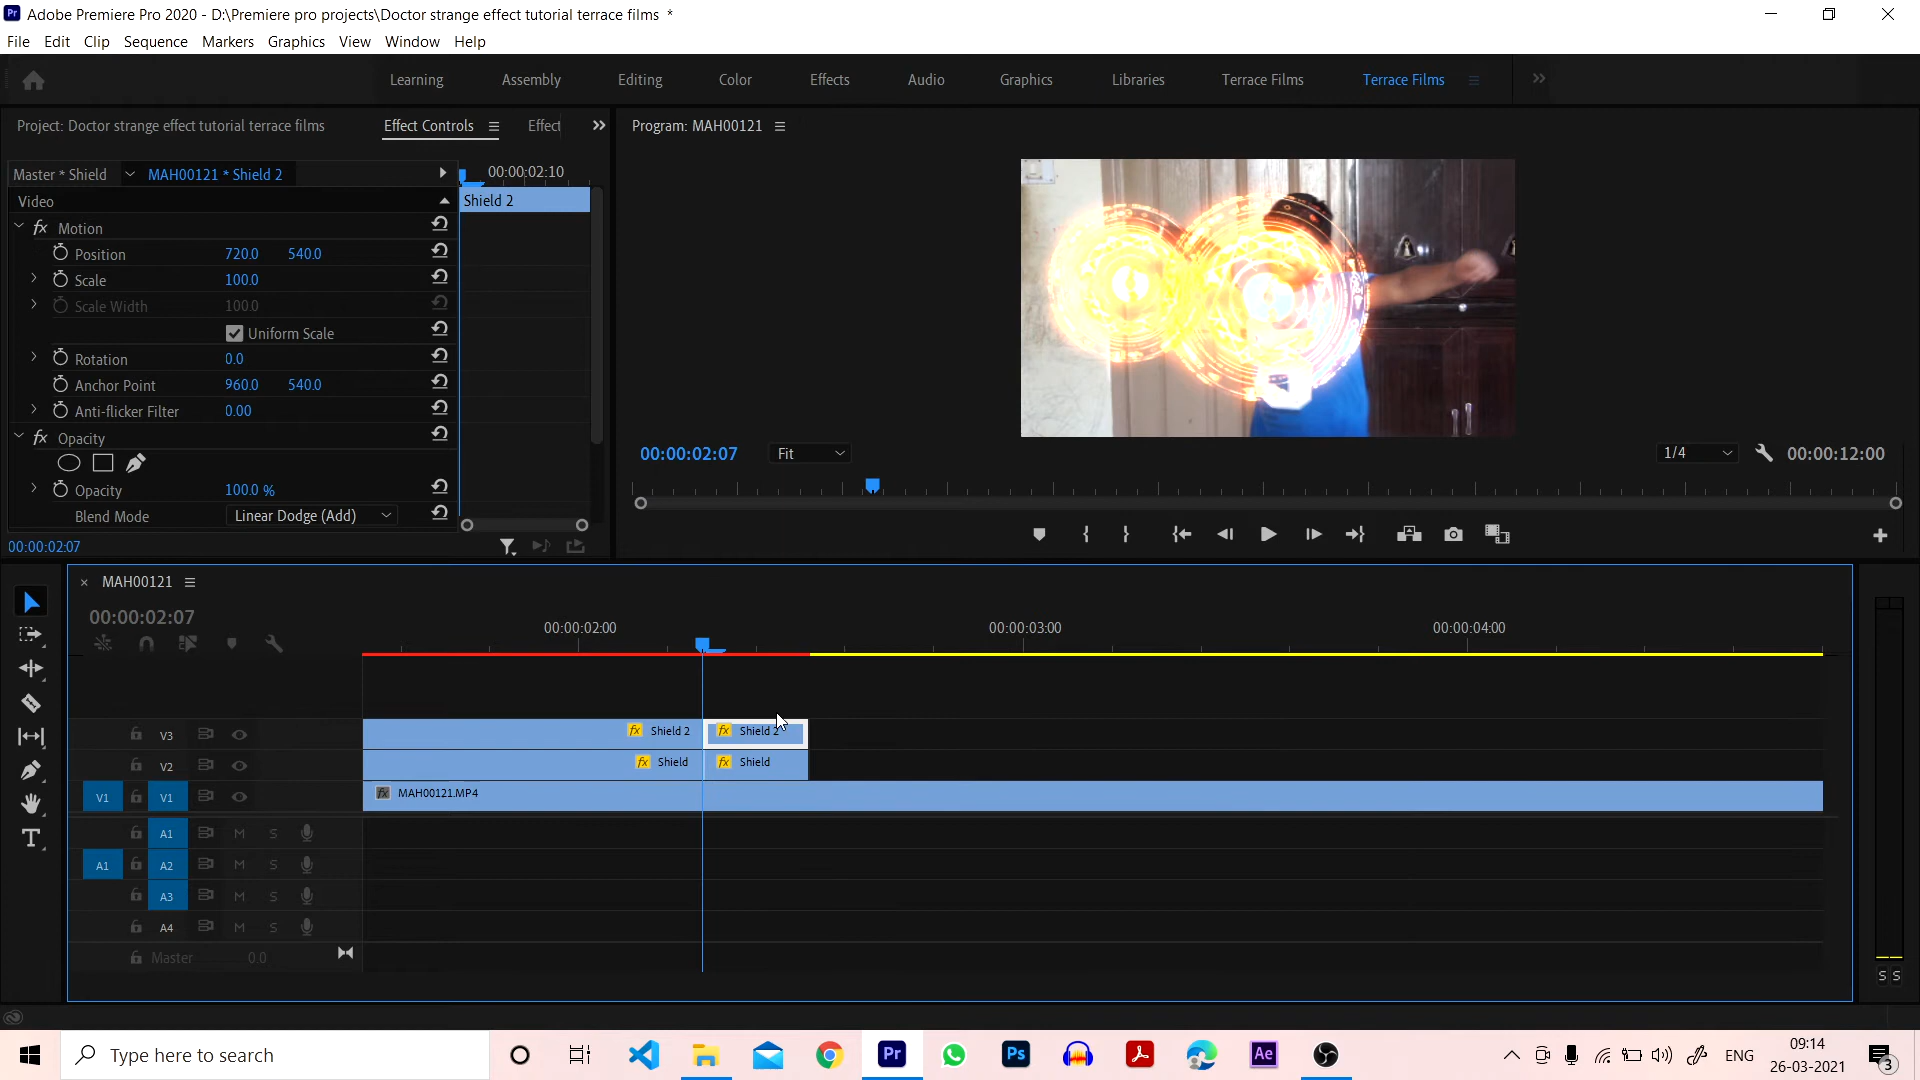 Adobe Premiere Pro 2020 - D:\Premiere pro projects\Doctor strange effect tutorial terrace films *
File Edit Clip Sequence Markers Graphics View Window Help
Learning Assembly Editing Color Effects Audio Graphics Libraries Terrace Films Terrace Films
Project: Doctor strange effect tutorial terrace films Effect Controls Effect
Program: MAH00121
Master * Shield MAH00121 * Shield 2 00:00:02:10
Video Shield 2
fx Motion
Position 720.0 540.0
Scale 100.0
Scale Width 100.0
Uniform Scale
Rotation 0.0
Anchor Point 960.0 540.0
Anti-flicker Filter 0.00
fx Opacity
Opacity 100.0 %
Blend Mode Linear Dodge (Add)
00:00:02:07
00:00:02:07 Fit 1/4 00:00:12:00
MAH00121
00:00:02:07
00:00:02:00 00:00:03:00 00:00:04:00
V3 fx Shield 2 fx Shield 2
V2 fx Shield fx Shield
V1 V1 fx MAH00121.MP4
A1 M S
A1 A2 M S
A3 M S
A4 M S
Master 0.0
S S
Type here to search
Pr Ps Ae
ENG
09:14
26-03-2021
3